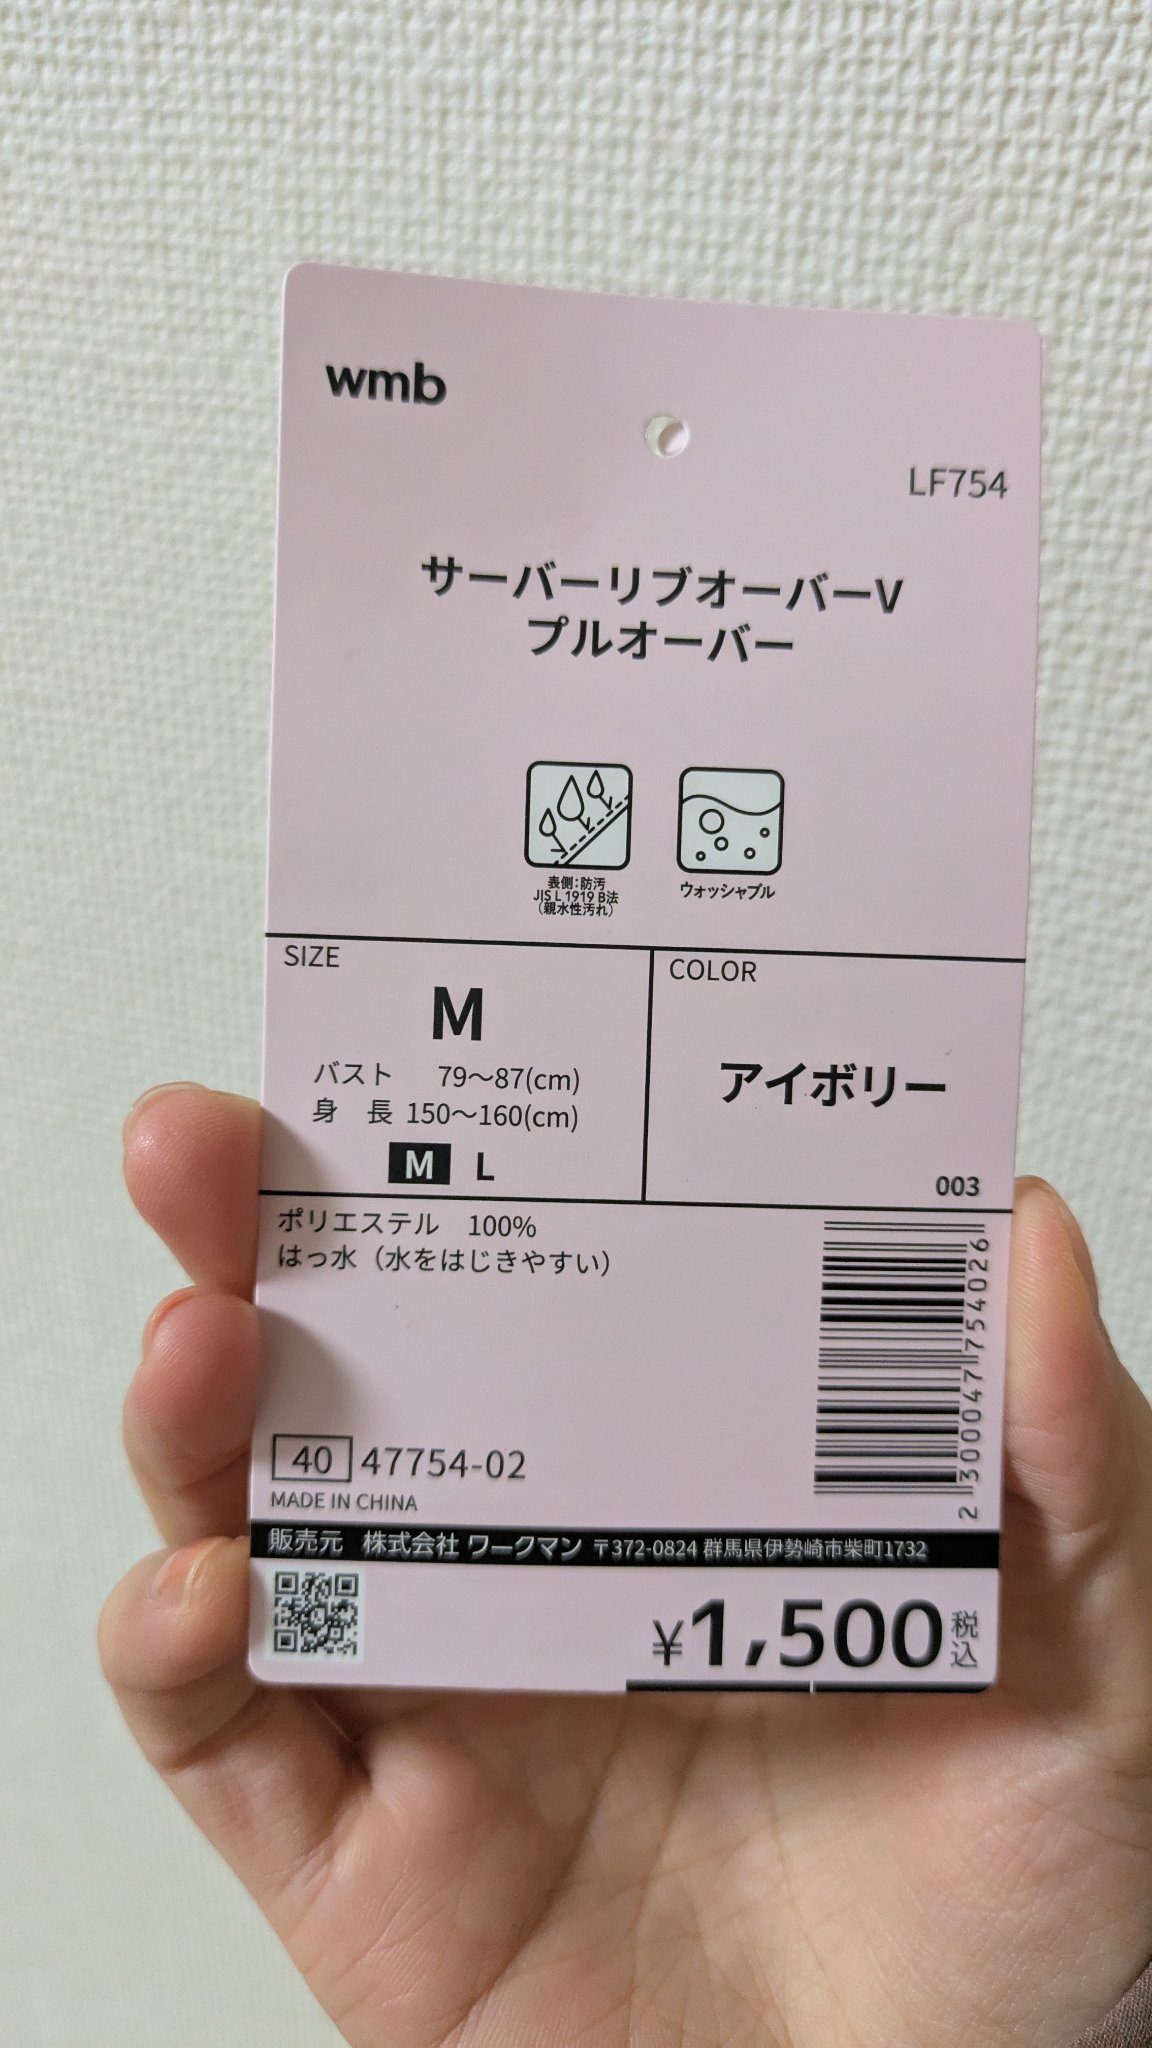 wmb
LF754
サーバーリブオーバーV
プルオーバー
表側:防汚
JIS L 1919 B法
(親水性汚れ)
ウォッシャブル
SIZE
M
バスト 79〜87(cm)
身 長 150〜160(cm)
M L
COLOR
アイボリー
003
ポリエステル 100%
はっ水(水をはじきやすい)
2 300047 754026
40 47754-02
MADE IN CHINA
販売元 株式会社 ワークマン 〒372-0824 群馬県伊勢崎市柴町1732
¥1,500 税込